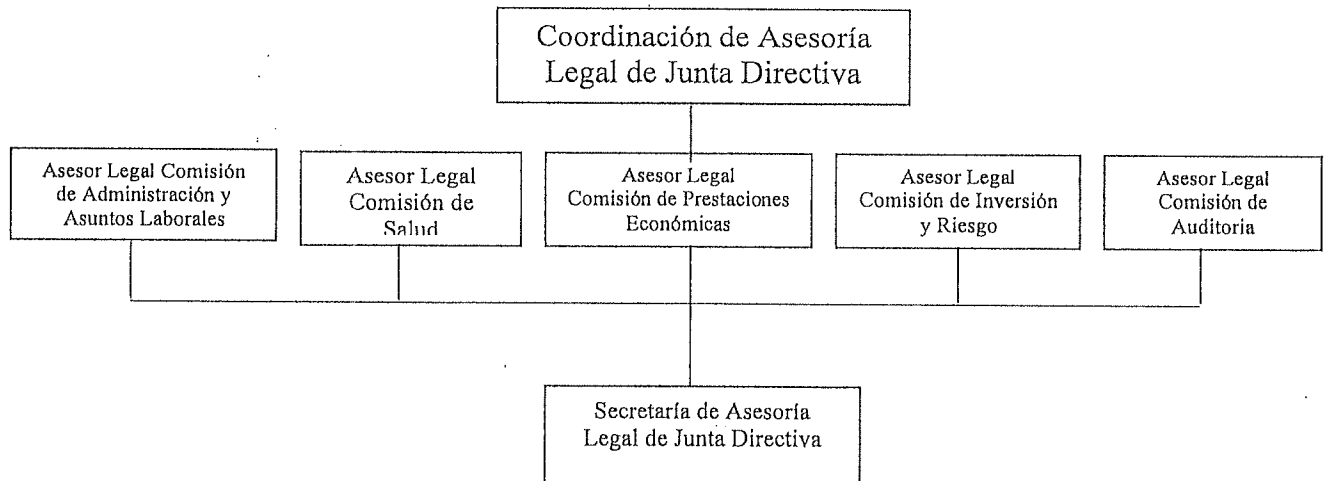 Coordinación de Asesoría
Legal de Junta Directiva
Asesor Legal Comisión
de Administración y
Asuntos Laborales
Asesor Legal
Comisión de
Salud
Asesor Legal
Comisión de Prestaciones
Económicas
Asesor Legal
Comisión de Inversión
y Riesgo
Asesor Legal
Comisión de
Auditoria
Secretaría de Asesoría
Legal de Junta Directiva